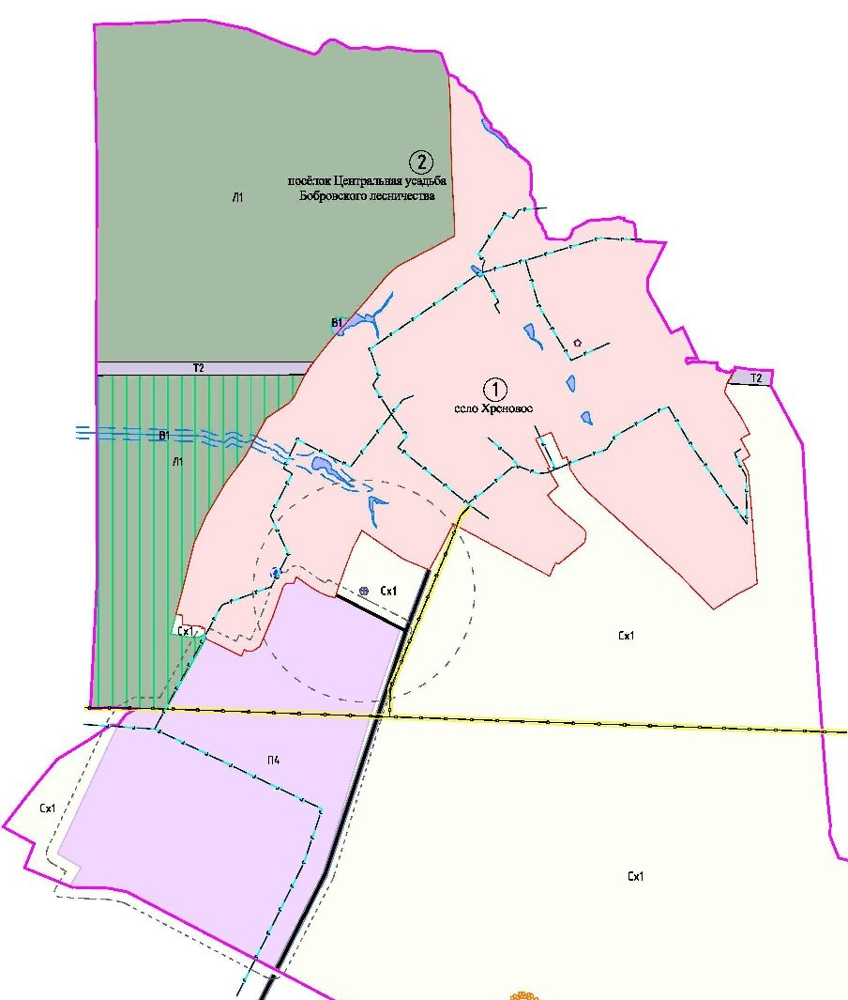 2
посёлок Центральная усадьба
Бобровского лесничества
Л1
В1
Т2
Т2
1
село Хреновое
В1
Л1
Сх1
Сх1
Сх1
П4
Сх1
Сх1